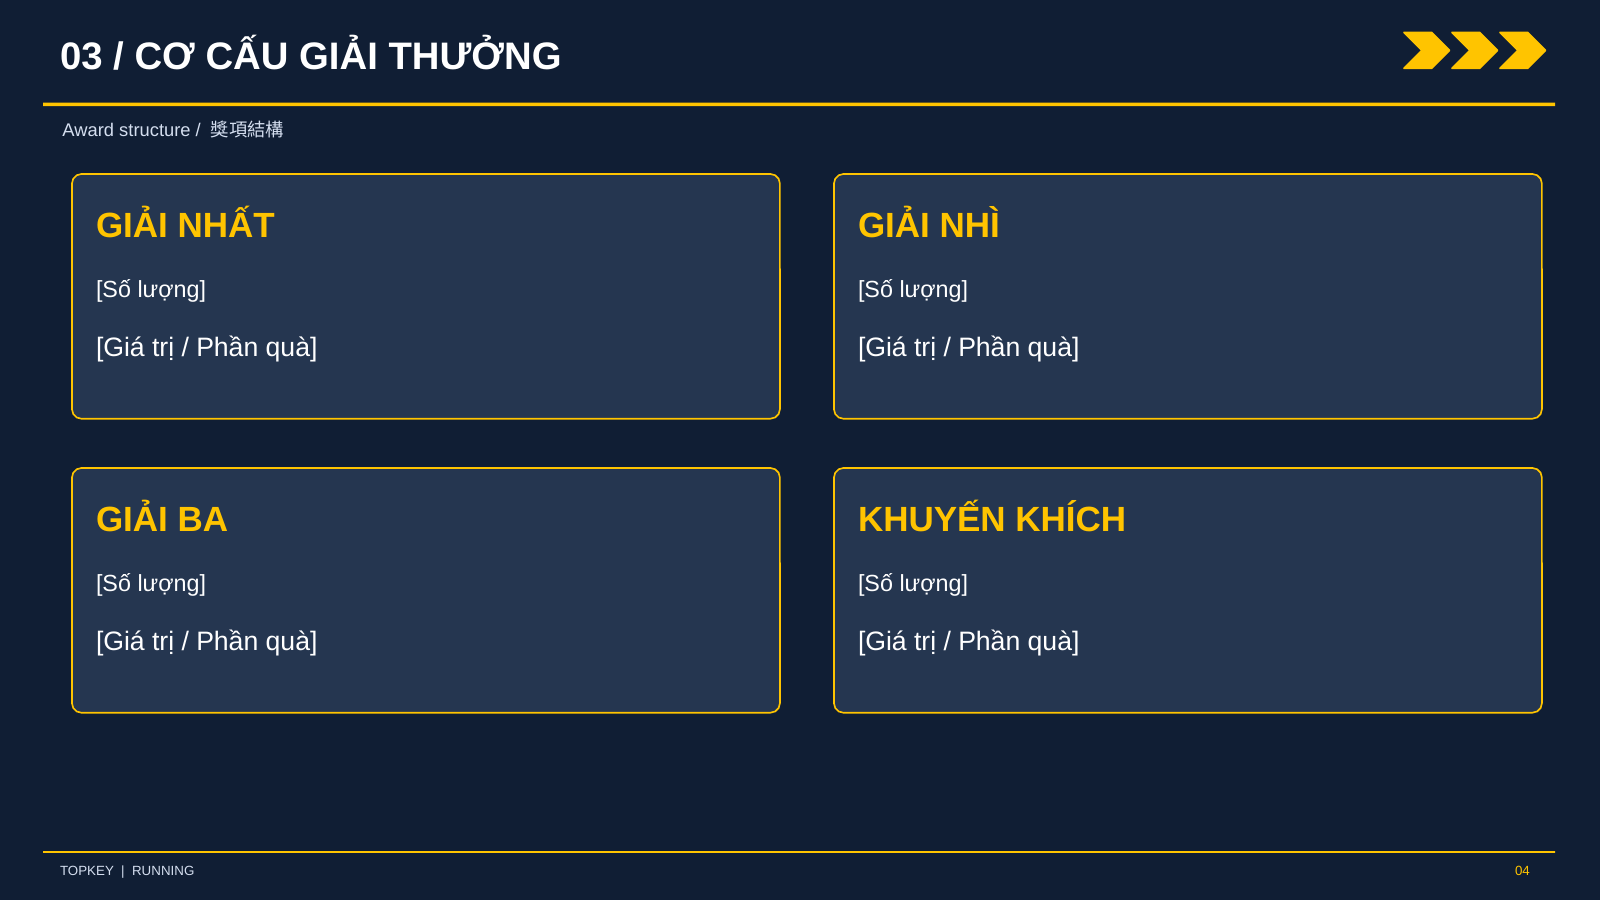 03 / CƠ CẤU GIẢI THƯỞNG
Award structure / 獎項結構
GIẢI NHẤT
[Số lượng]
[Giá trị / Phần quà]
GIẢI NHÌ
[Số lượng]
[Giá trị / Phần quà]
GIẢI BA
[Số lượng]
[Giá trị / Phần quà]
KHUYẾN KHÍCH
[Số lượng]
[Giá trị / Phần quà]
TOPKEY | RUNNING
04